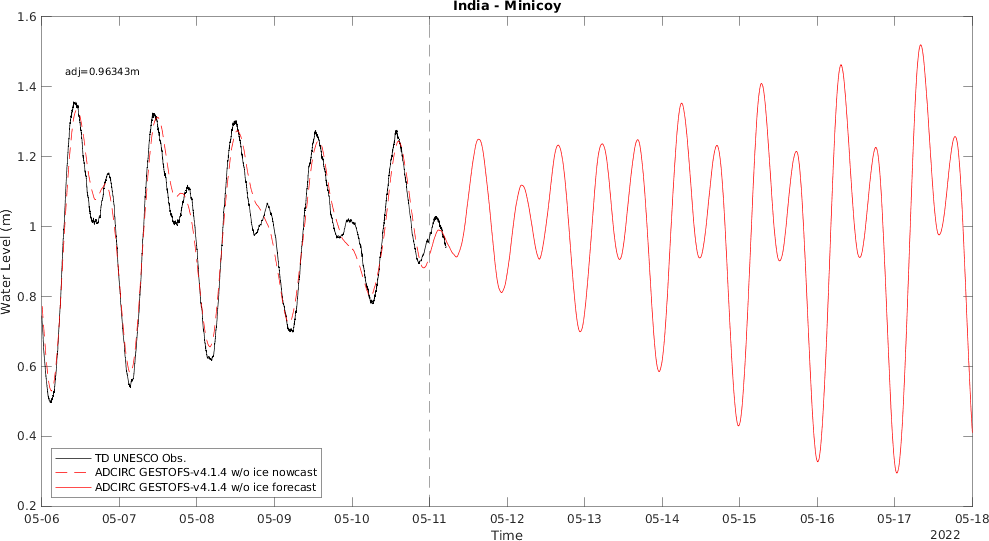 India - Minicoy
1.6
1.4
1.2
1
0.8
0.6
0.4
0.2
Water Level (m)
adj=0.96343m
TD UNESCO Obs.
ADCIRC GESTOFS-v4.1.4 w/o ice nowcast
ADCIRC GESTOFS-v4.1.4 w/o ice forecast
05-06 05-07 05-08 05-09 05-10 05-11 05-12 05-13 05-14 05-15 05-16 05-17 05-18
Time
2022